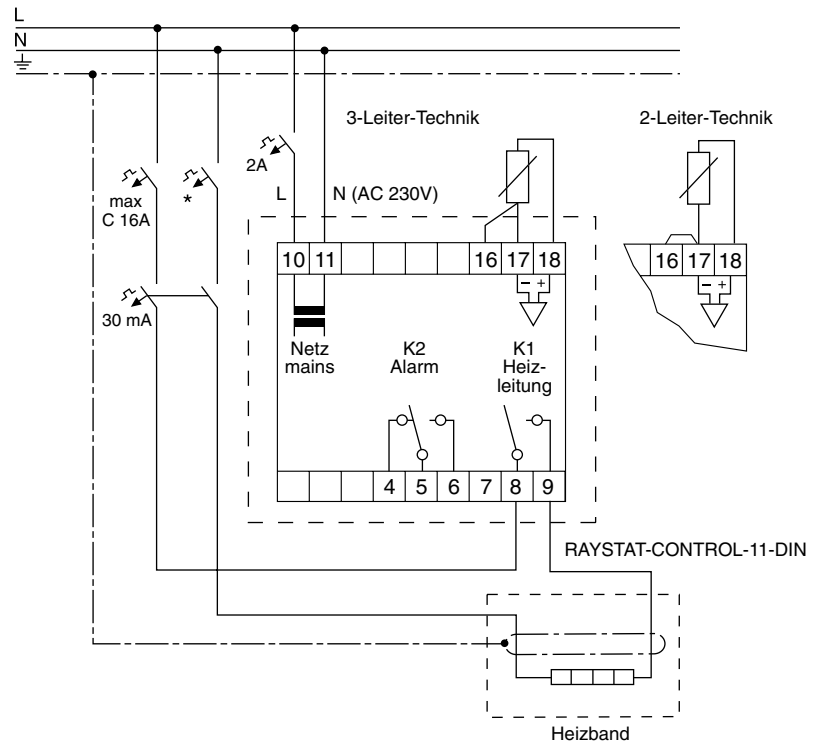 L
N
3-Leiter-Technik
2-Leiter-Technik
2A
L
N (AC 230V)
max
C 16A
*
10 11 16 17 18
16 17 18
- +
- +
30 mA
Netz
mains
K2
Alarm
K1
Heiz-
leitung
4 5 6 7 8 9
RAYSTAT-CONTROL-11-DIN
Heizband